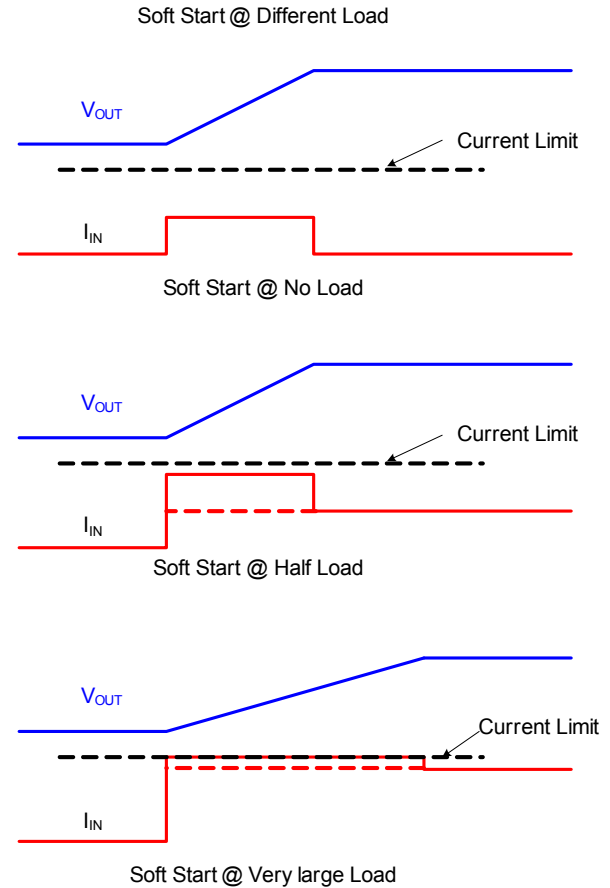 Soft Start @ Different Load
VOUT
Current Limit
IIN
Soft Start @ No Load
VOUT
Current Limit
IIN
Soft Start @ Half Load
VOUT
Current Limit
IIN
Soft Start @ Very large Load